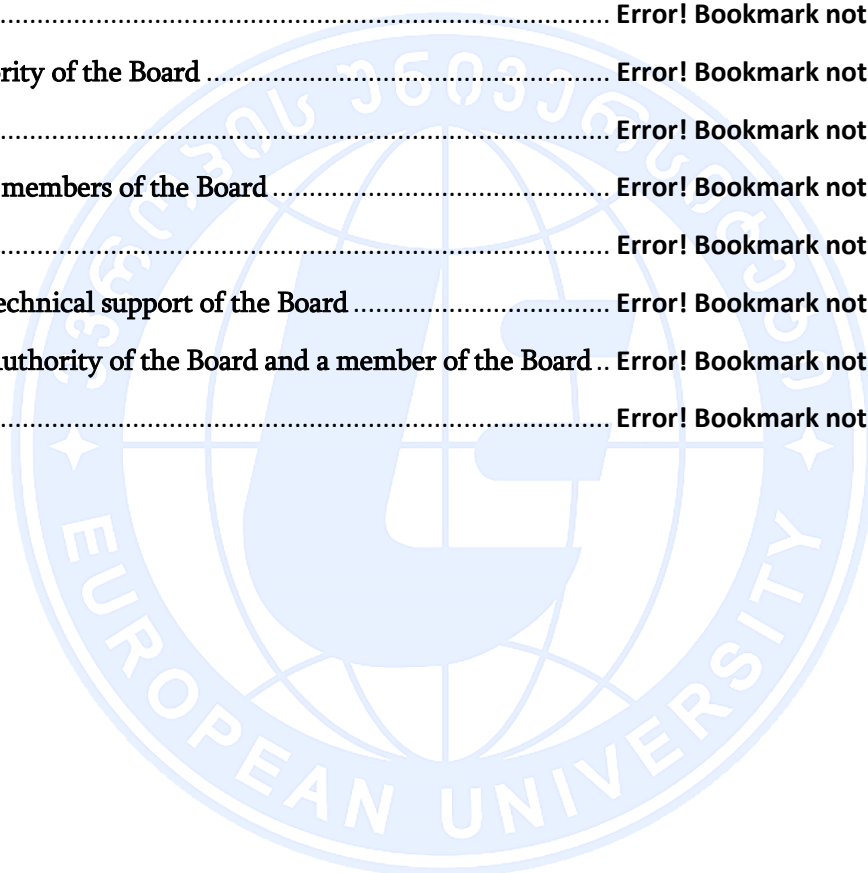 ........ Error! Bookmark not
rity of the Board ........ Error! Bookmark not
........ Error! Bookmark not
members of the Board ........ Error! Bookmark not
........ Error! Bookmark not
echnical support of the Board ........ Error! Bookmark not
uthority of the Board and a member of the Board .. Error! Bookmark not
........ Error! Bookmark not
ევროპის უნივერსიტეტი
EUROPEAN UNIVERSITY